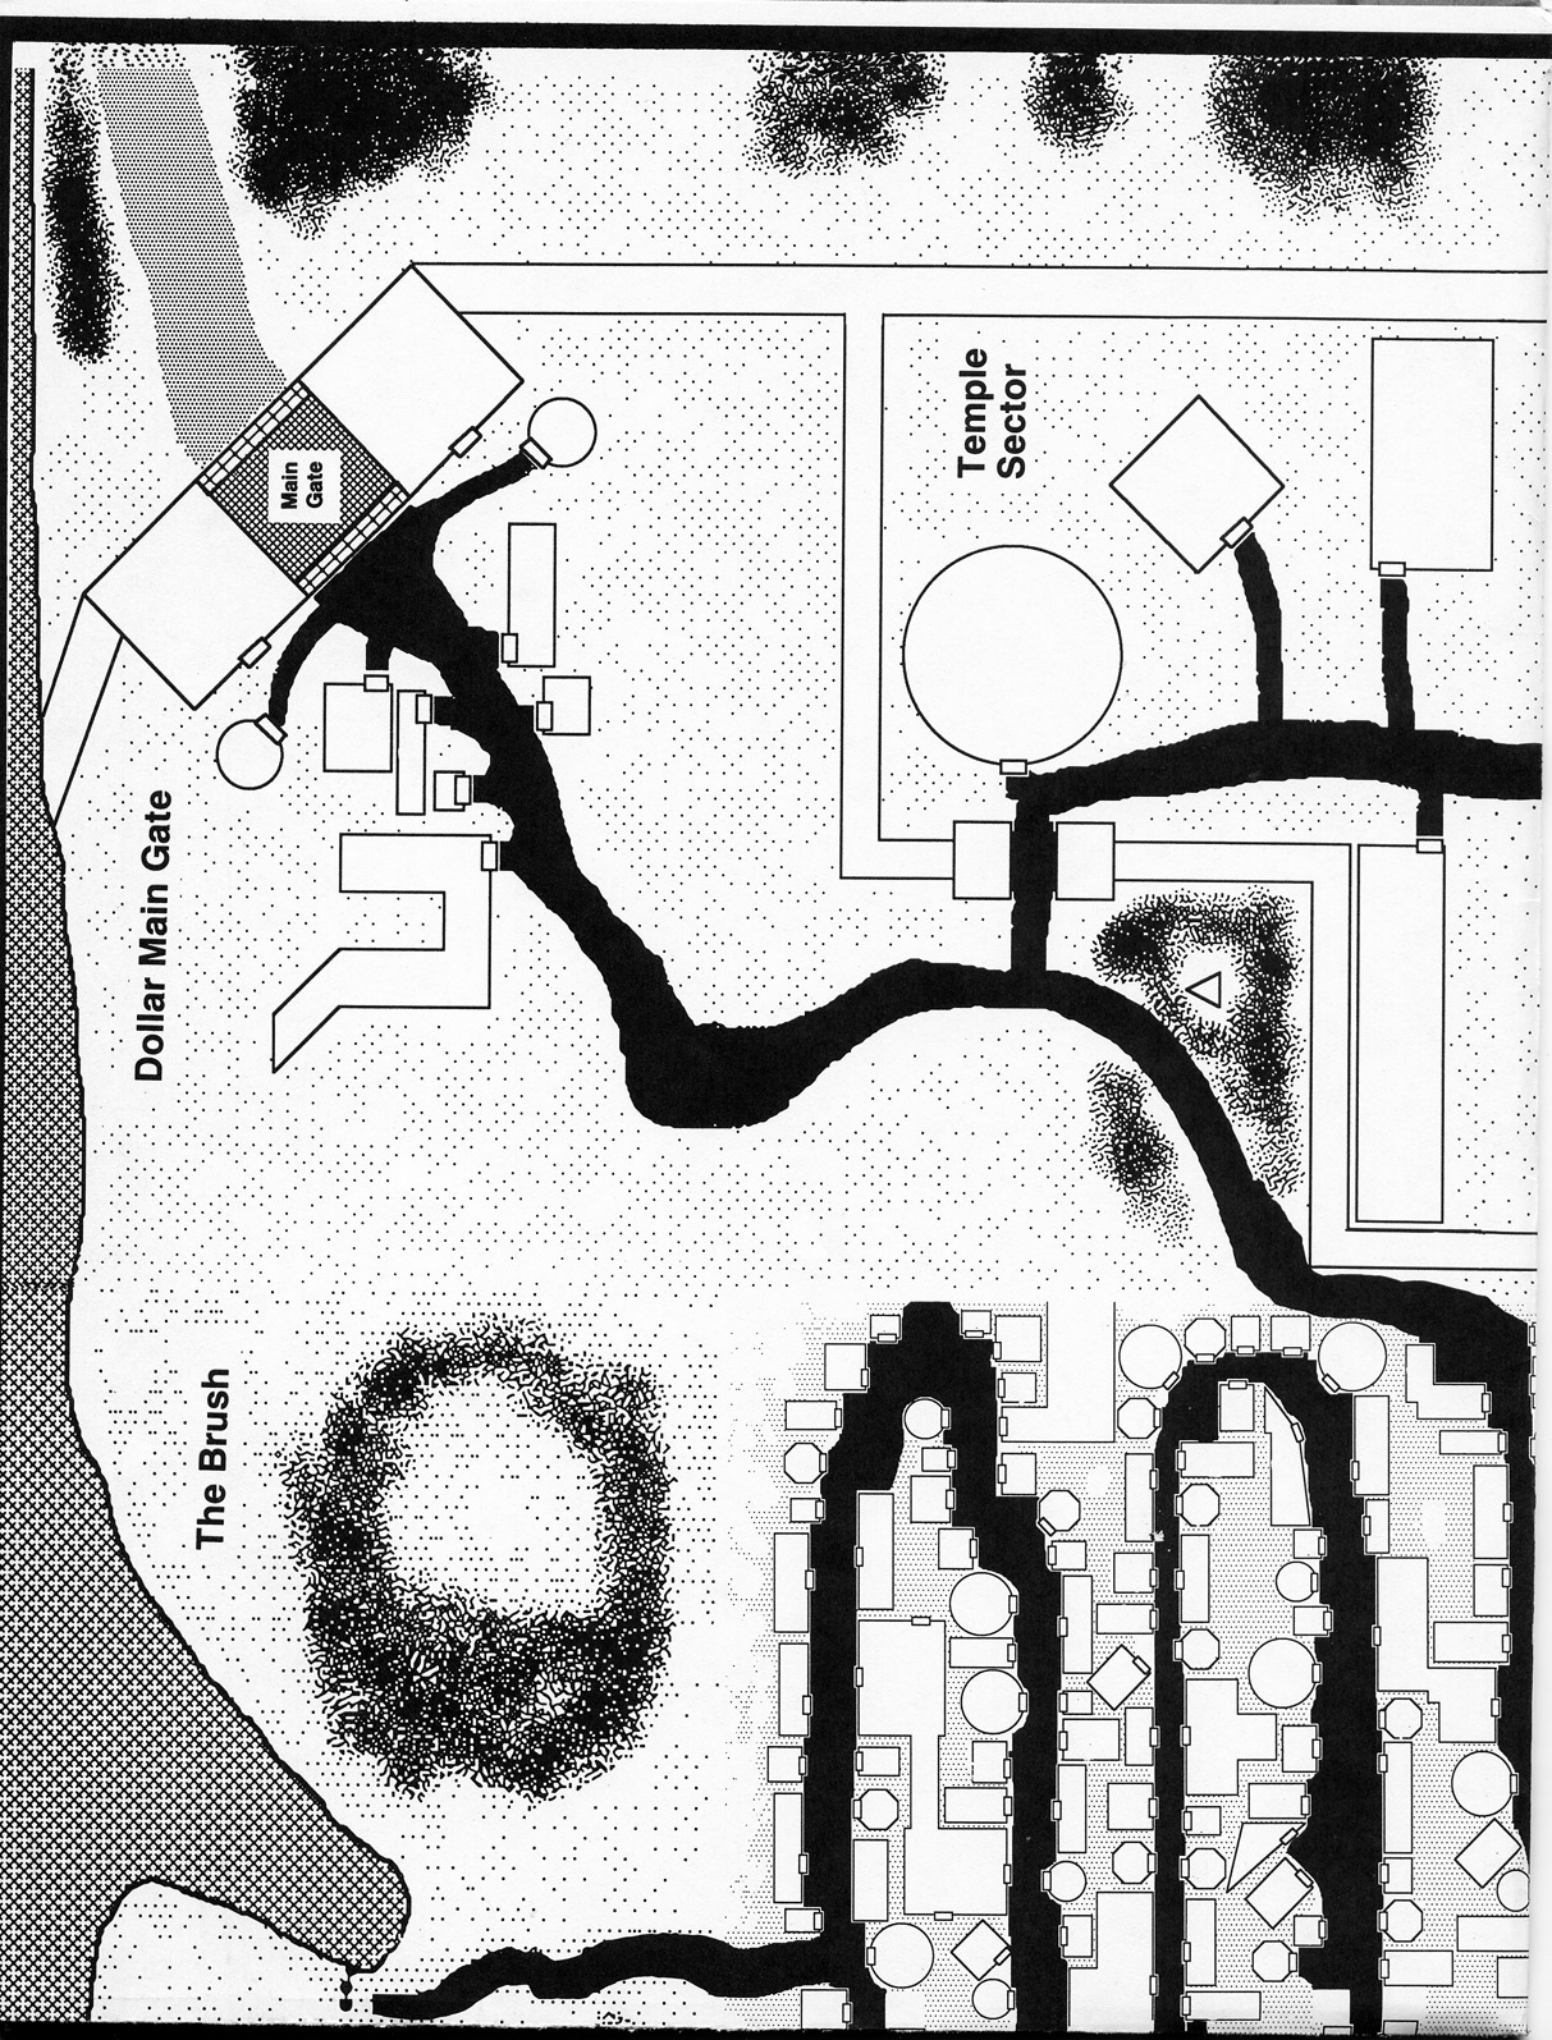 Main
Gate
Temple
Sector
Dollar Main Gate
The Brush